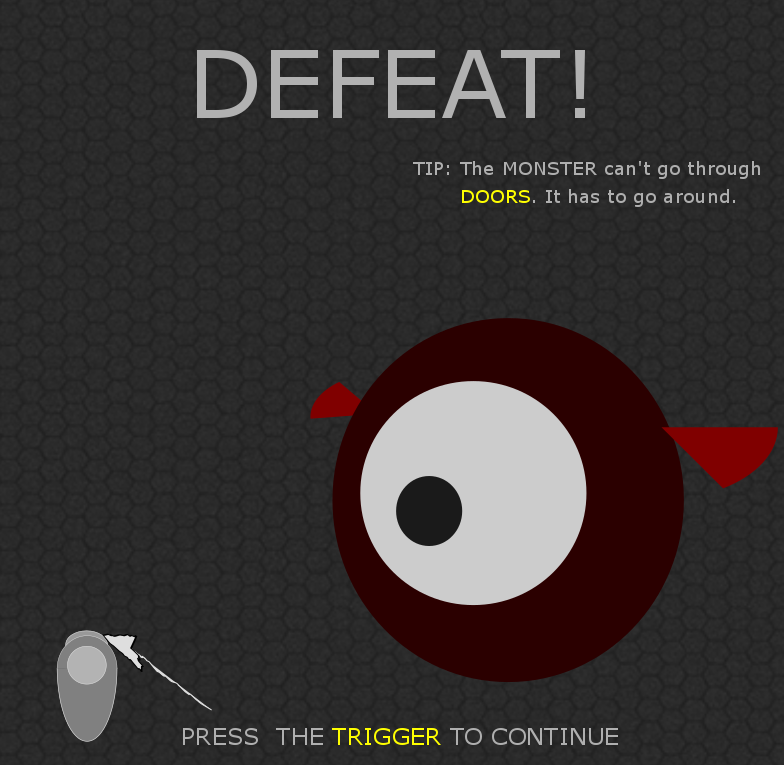 DEFEAT!
TIP: The MONSTER can't go through
DOORS. It has to go around.
PRESS THE TRIGGER TO CONTINUE